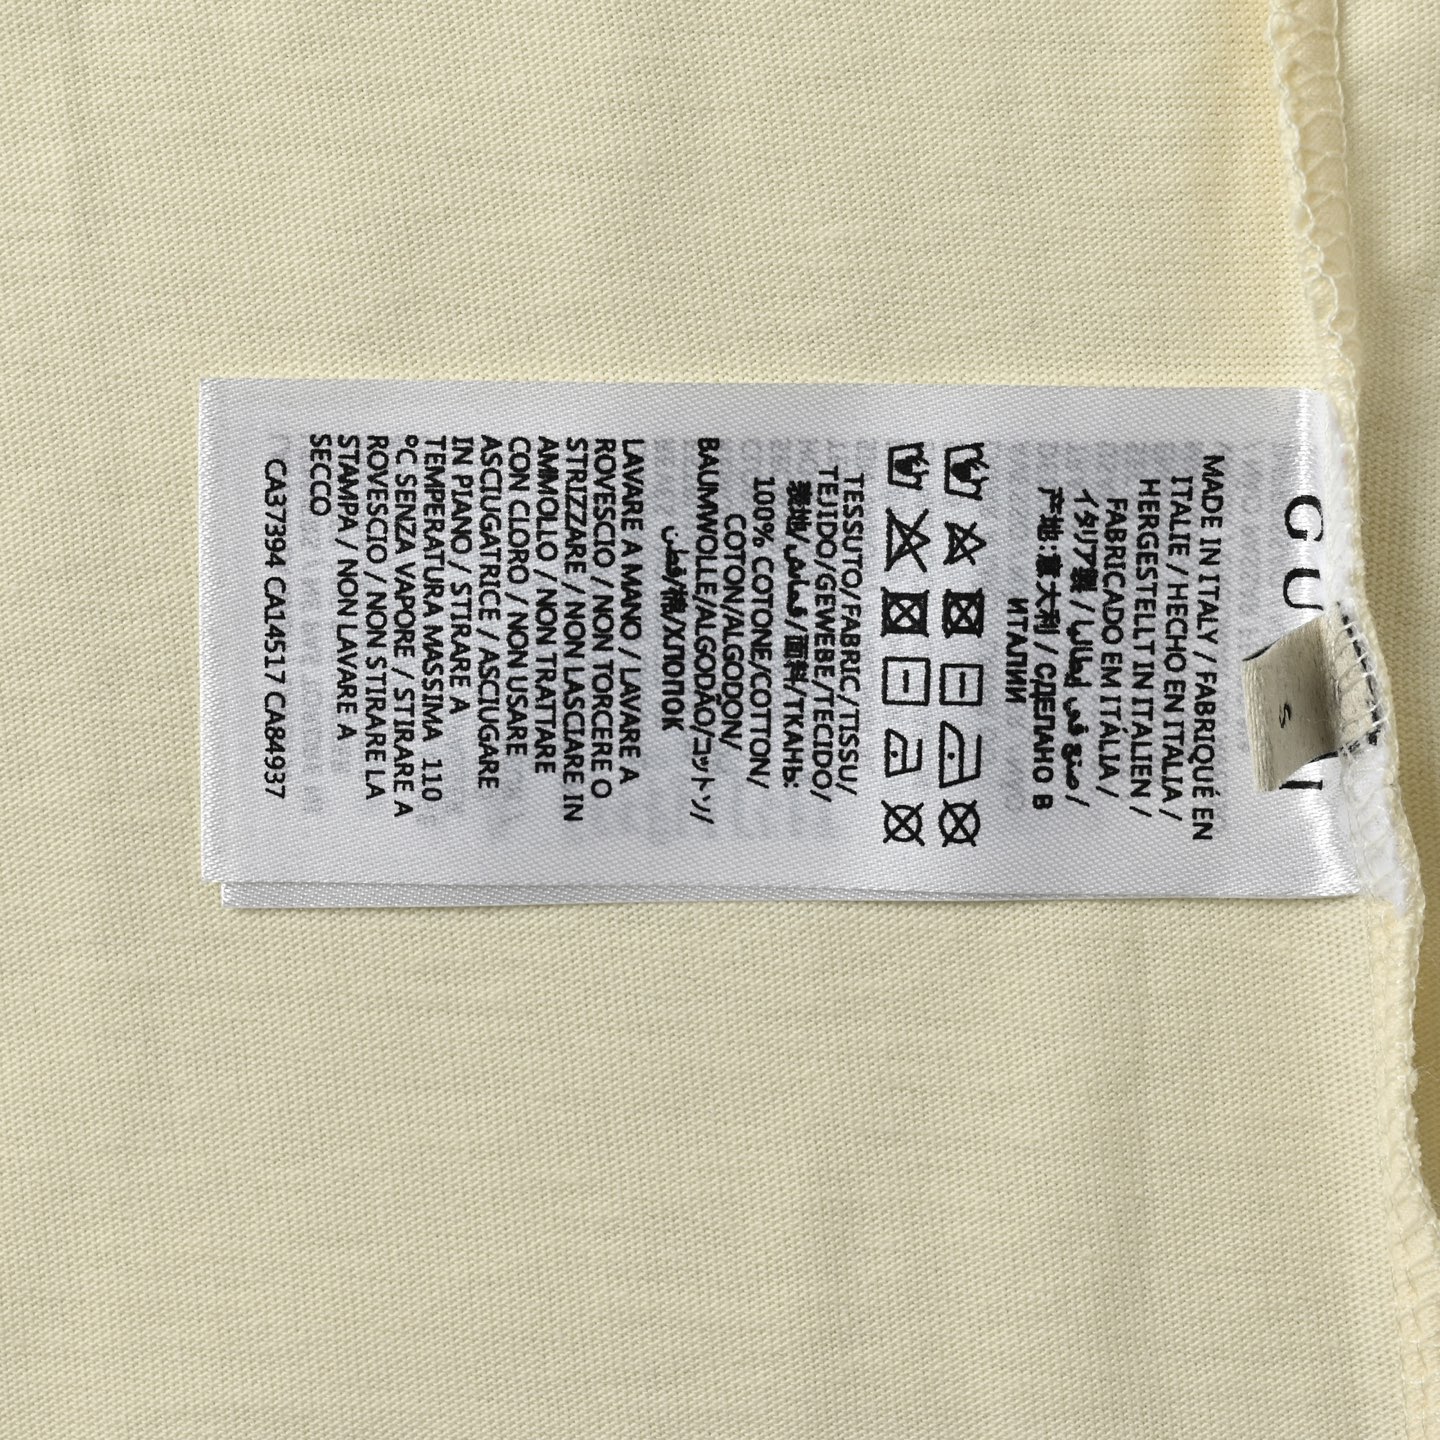 GU
S
MADE IN ITALY / FABRIQUÉ EN
ITALIE / HECHO EN ITALIA /
HERGESTELLT IN ITALIEN /
FABRICADO EM ITÁLIA /
イタリア製 / صنع في إيطاليا /
产地:意大利 / СДЕЛАНО В
ИТАЛИИ
TESSUTO/FABRIC/TISSU/
TEJIDO/GEWEBE/TECIDO/
قماش/面料/ТКАНЬ:
100% COTONE/COTTON/
COTON/ALGODON/
BAUMWOLLE/ALGODÃO/コットン/
قطن/棉/ХЛОПОК
LAVARE A MANO / LAVARE A
ROVESCIO / NON TORCERE O
STRIZZARE / NON LASCIARE IN
AMMOLLO / NON TRATTARE
CON CLORO / NON USARE
ASCIUGATRICE / ASCIUGARE
IN PIANO / STIRARE A
TEMPERATURA MASSIMA 110
°C SENZA VAPORE / STIRARE A
ROVESCIO / NON STIRARE LA
STAMPA / NON LAVARE A
SECCO
CA37394 CA14517 CA84937